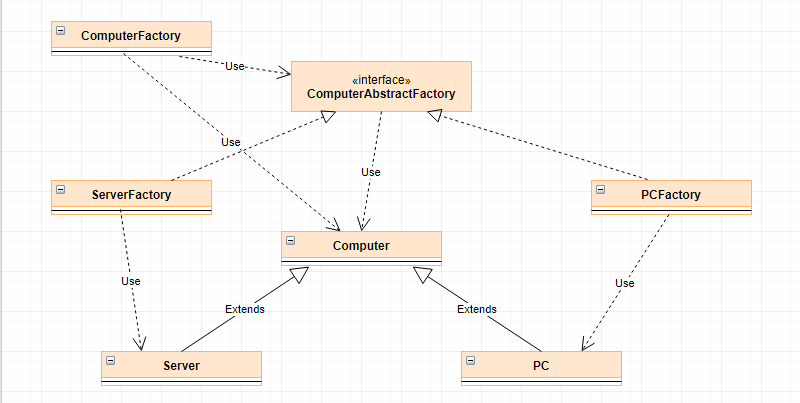 ComputerFactory
Use
«interface»
ComputerAbstractFactory
Use
Use
ServerFactory
PCFactory
Computer
Use
Use
Extends
Extends
Server
PC